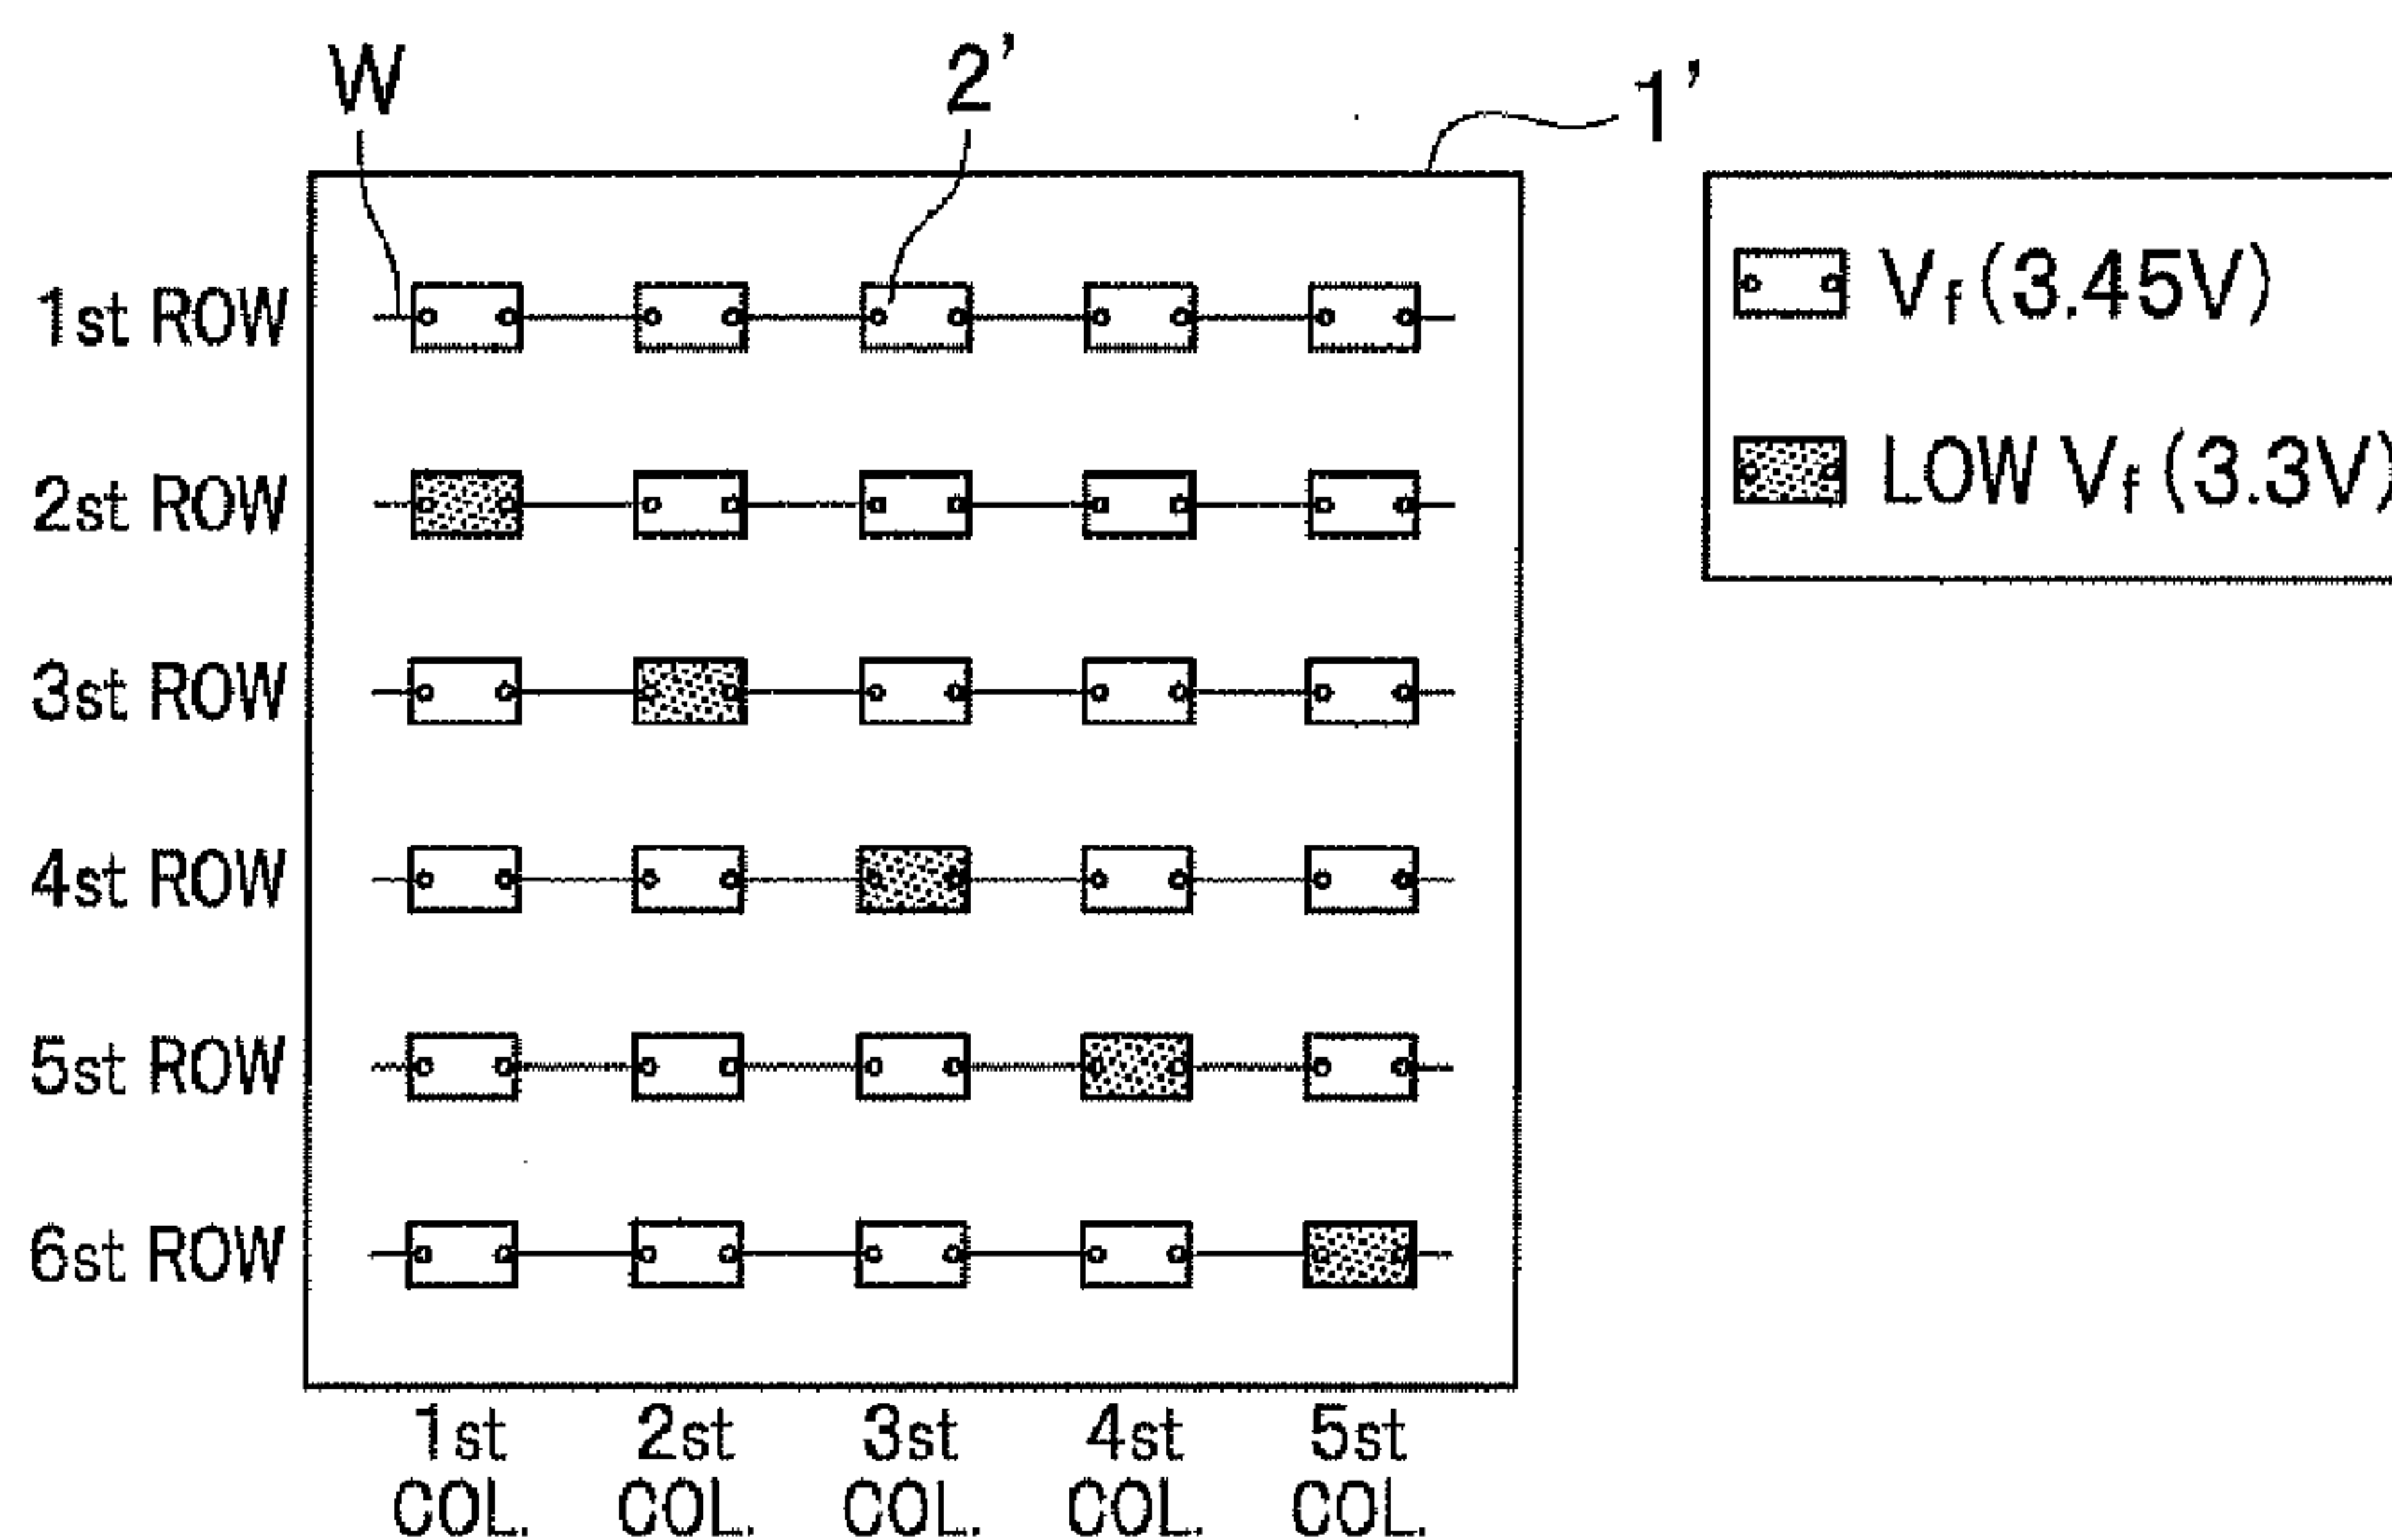 W
2'
1'
1st ROW
2st ROW
3st ROW
4st ROW
5st ROW
6st ROW
1st COL.
2st COL.
3st COL.
4st COL.
5st COL.
Vf (3.45V)
LOW Vf (3.3V)